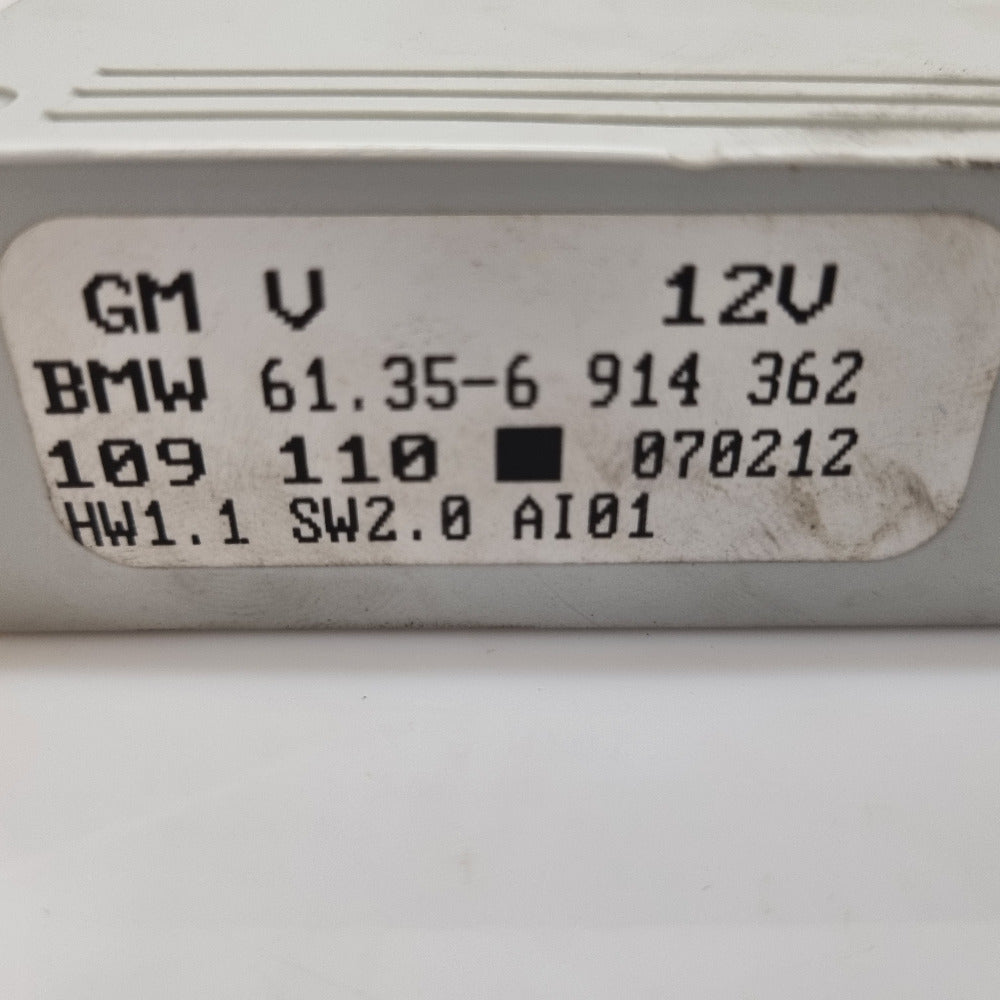 GM V 12V
BMW 61.35-6 914 362
109 110 070212
HW1.1 SW2.0 AI01